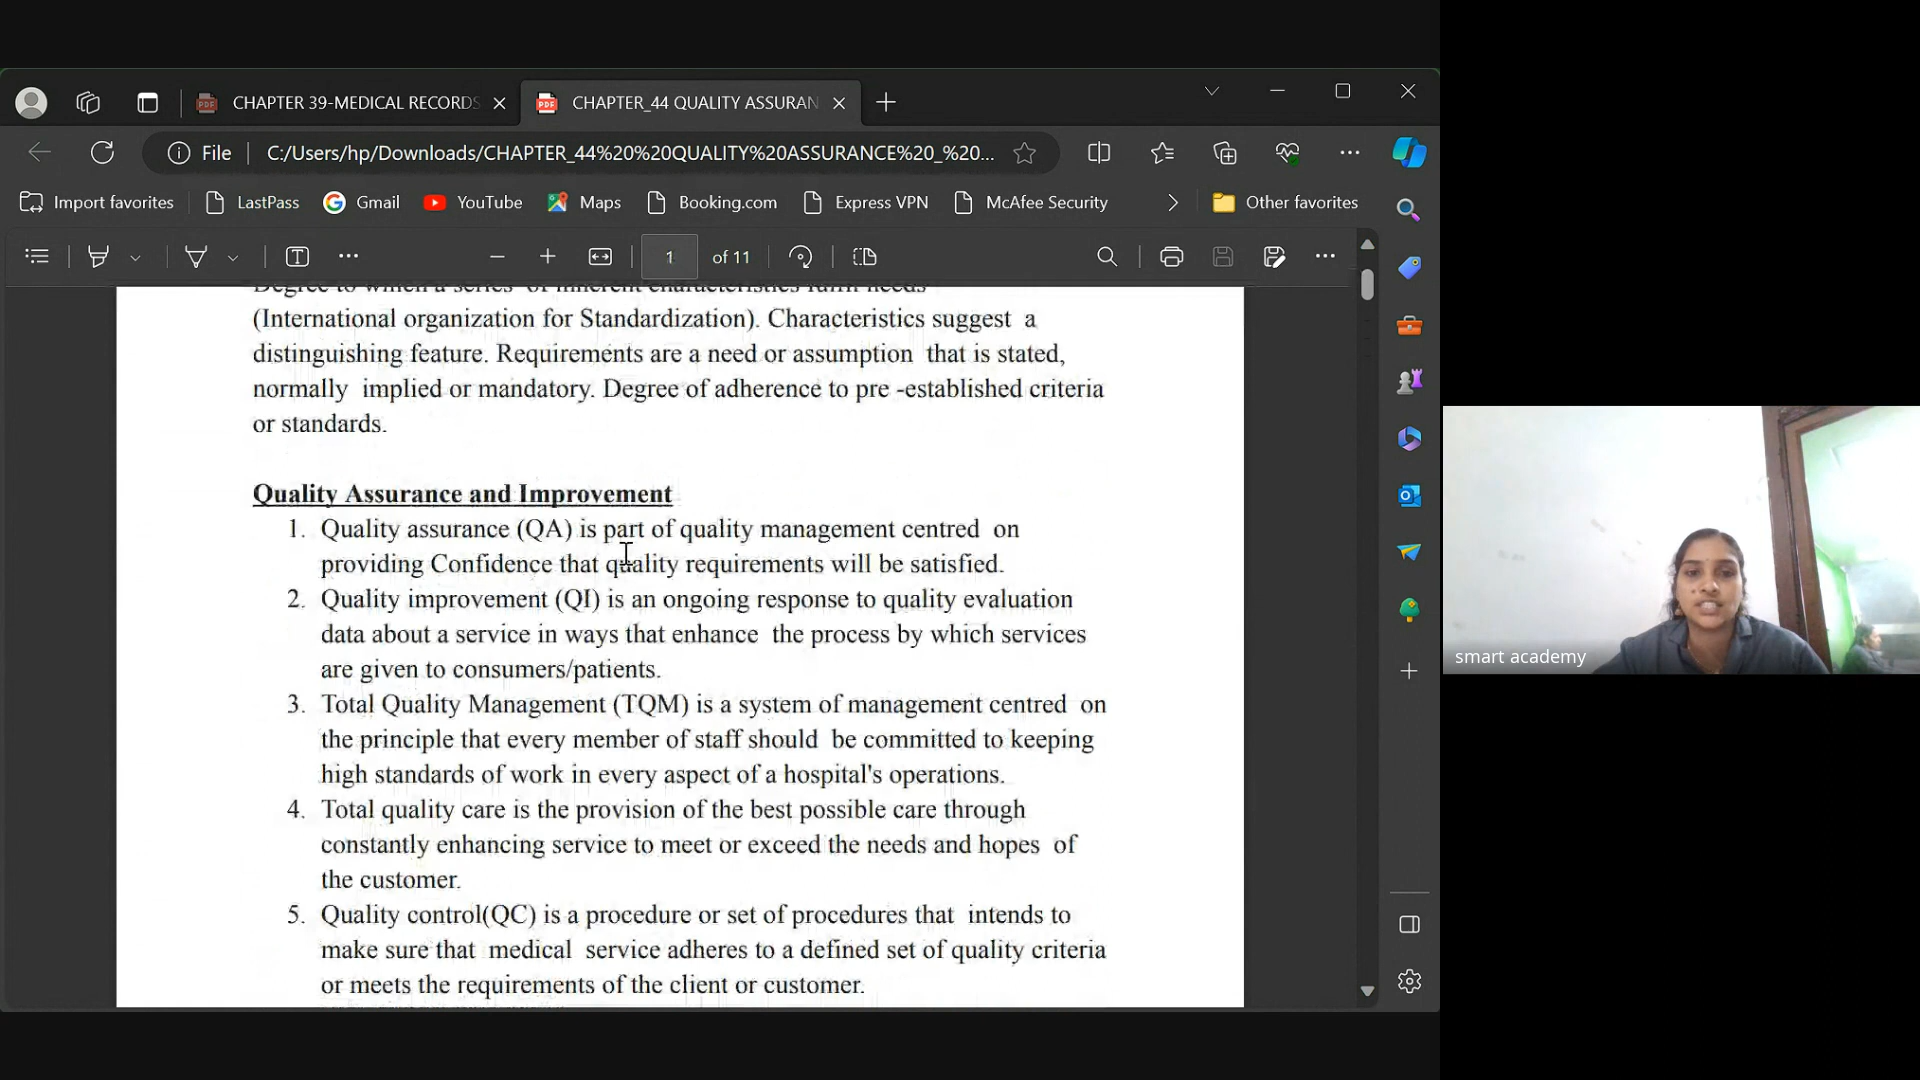 CHAPTER 39-MEDICAL RECORDS
CHAPTER_44 QUALITY ASSURAN
File
C:/Users/hp/Downloads/CHAPTER_44%20%20QUALITY%20ASSURANCE%20_%20...
Import favorites
LastPass
Gmail
YouTube
Maps
Booking.com
Express VPN
McAfee Security
Other favorites
1 of 11
Degree to which a series of inherent characteristics fulfil needs
(International organization for Standardization). Characteristics suggest a
distinguishing feature. Requirements are a need or assumption that is stated,
normally implied or mandatory. Degree of adherence to pre -established criteria
or standards.
Quality Assurance and Improvement
1. Quality assurance (QA) is part of quality management centred on
providing Confidence that quality requirements will be satisfied.
2. Quality improvement (QI) is an ongoing response to quality evaluation
data about a service in ways that enhance the process by which services
are given to consumers/patients.
3. Total Quality Management (TQM) is a system of management centred on
the principle that every member of staff should be committed to keeping
high standards of work in every aspect of a hospital's operations.
4. Total quality care is the provision of the best possible care through
constantly enhancing service to meet or exceed the needs and hopes of
the customer.
5. Quality control(QC) is a procedure or set of procedures that intends to
make sure that medical service adheres to a defined set of quality criteria
or meets the requirements of the client or customer.
smart academy